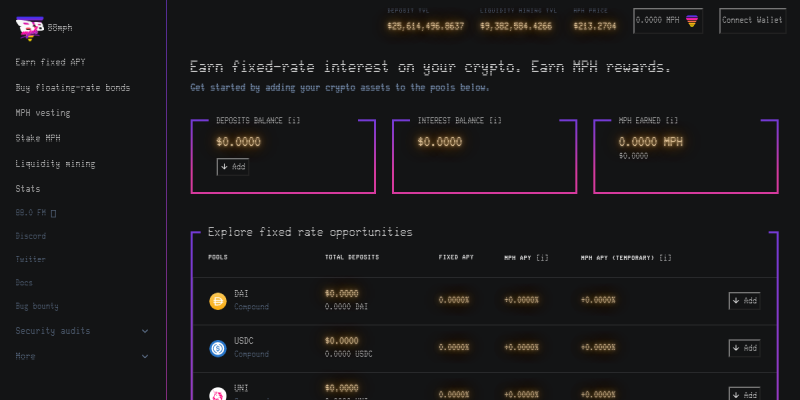 88mph
Earn fixed APY
Buy floating-rate bonds
MPH vesting
Stake MPH
Liquidity mining
Stats
88.0 FM
Discord
Twitter
Docs
Bug bounty
Security audits
More
DEPOSIT TVL
$25,614,496.8637
LIQUIDITY MINING TVL
$9,382,584.4266
MPH PRICE
$213.2704
0.0000 MPH
Connect Wallet
Earn fixed-rate interest on your crypto. Earn MPH rewards.
Get started by adding your crypto assets to the pools below.
DEPOSITS BALANCE [i]
$0.0000
↓ Add
INTEREST BALANCE [i]
$0.0000
MPH EARNED [i]
0.0000 MPH
$0.0000
Explore fixed rate opportunities
POOLS TOTAL DEPOSITS FIXED APY MPH APY [i] MPH APY (TEMPORARY) [i]
DAI $0.0000 0.0000% +0.0000% +0.0000% ↓ Add
Compound 0.0000 DAI
USDC $0.0000 0.0000% +0.0000% +0.0000% ↓ Add
Compound 0.0000 USDC
UNI $0.0000 0.0000% +0.0000% +0.0000% ↓ Add